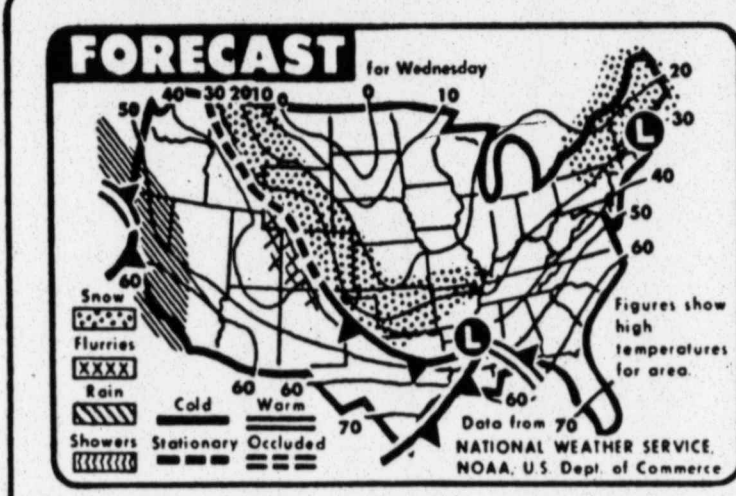 FORECAST
for Wednesday
50 40 30 20 10 0 0 10 20
30
L
40
50
60
60
Snow
Flurries
XXXX
Rain
Showers
Cold
Warm
Stationary
Occluded
60 60
70
L
60
70
Figures show
high
temperatures
for area.
Data from
NATIONAL WEATHER SERVICE,
NOAA, U.S. Dept. of Commerce